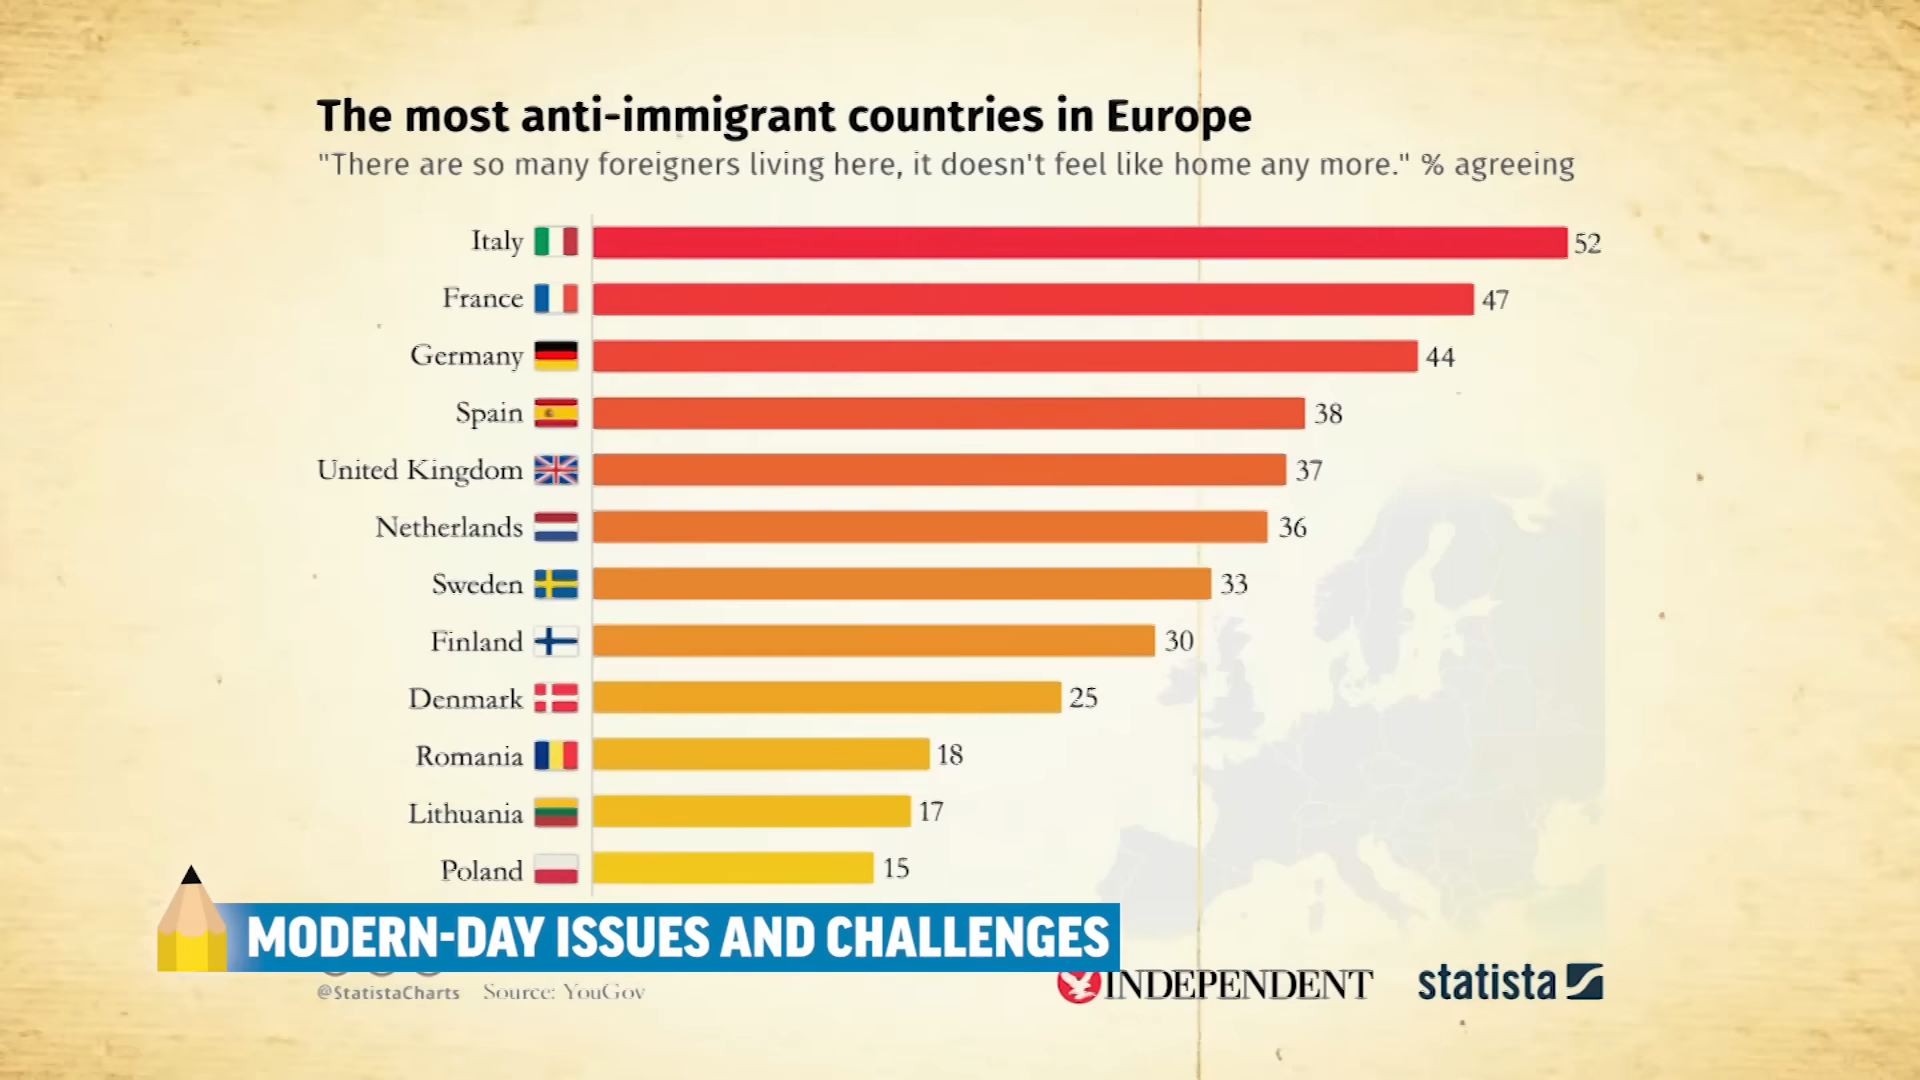 The most anti-immigrant countries in Europe
"There are so many foreigners living here, it doesn't feel like home any more." % agreeing
Italy 52
France 47
Germany 44
Spain 38
United Kingdom 37
Netherlands 36
Sweden 33
Finland 30
Denmark 25
Romania 18
Lithuania 17
Poland 15
MODERN-DAY ISSUES AND CHALLENGES
@StatistaCharts Source: YouGov
INDEPENDENT
statista